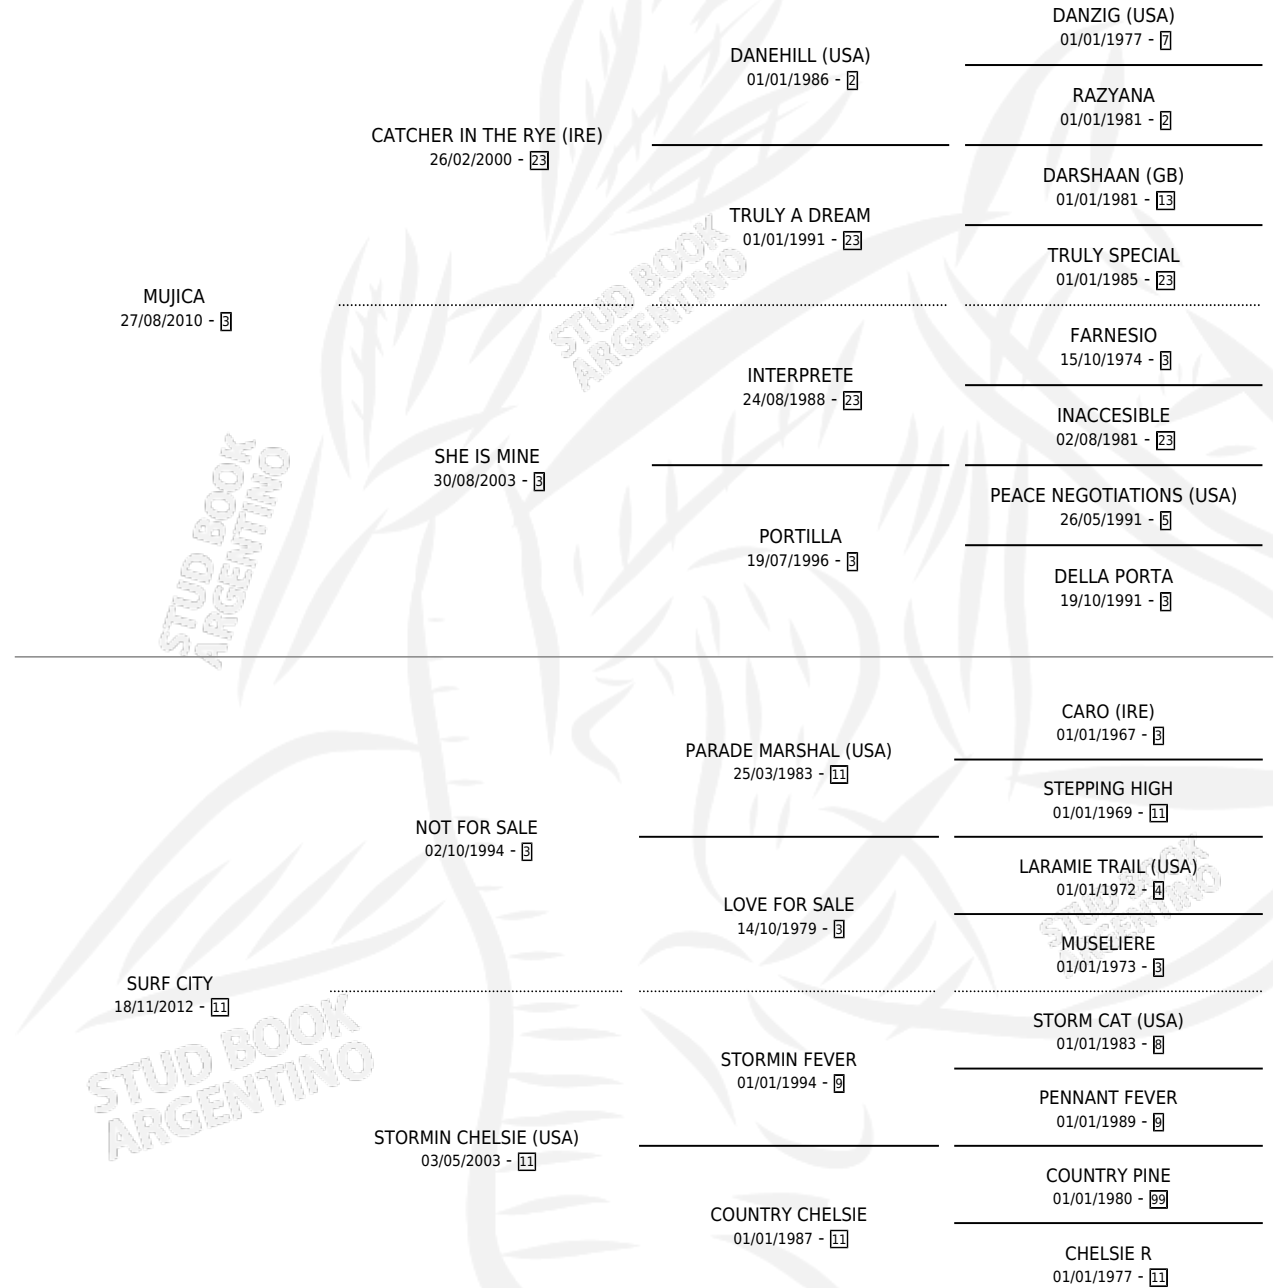 DANZIG (USA)
01/01/1977 - 7
DANEHILL (USA)
01/01/1986 - 2
RAZYANA
01/01/1981 - 2
CATCHER IN THE RYE (IRE)
26/02/2000 - 23
DARSHAAN (GB)
01/01/1981 - 13
TRULY A DREAM
01/01/1991 - 23
TRULY SPECIAL
01/01/1985 - 23
MUJICA
27/08/2010 - 3
FARNESIO
15/10/1974 - 3
INTERPRETE
24/08/1988 - 23
INACCESIBLE
02/08/1981 - 23
SHE IS MINE
30/08/2003 - 3
PEACE NEGOTIATIONS (USA)
26/05/1991 - 5
PORTILLA
19/07/1996 - 3
DELLA PORTA
19/10/1991 - 3
STUD BOOK
ARGENTINO
STUD BOOK
ARGENTINO
CARO (IRE)
01/01/1967 - 3
PARADE MARSHAL (USA)
25/03/1983 - 11
STEPPING HIGH
01/01/1969 - 11
NOT FOR SALE
02/10/1994 - 3
LARAMIE TRAIL (USA)
01/01/1972 - 4
LOVE FOR SALE
14/10/1979 - 3
MUSELIERE
01/01/1973 - 3
SURF CITY
18/11/2012 - 11
STORM CAT (USA)
01/01/1983 - 8
STORMIN FEVER
01/01/1994 - 9
PENNANT FEVER
01/01/1989 - 9
STORMIN CHELSIE (USA)
03/05/2003 - 11
COUNTRY PINE
01/01/1980 - 99
COUNTRY CHELSIE
01/01/1987 - 11
CHELSIE R
01/01/1977 - 11
STUD BOOK
ARGENTINO
STUD BOOK
ARGENTINO